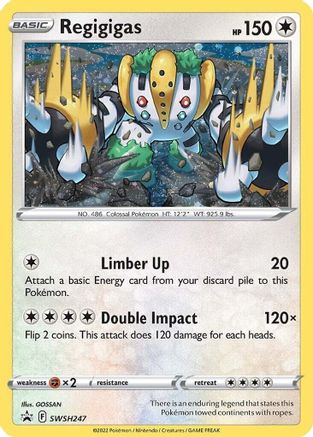 BASIC Regigigas HP 150
NO. 486 Colossal Pokémon HT: 12'2" WT: 925.9 lbs.
Limber Up 20
Attach a basic Energy card from your discard pile to this
Pokémon.
Double Impact 120×
Flip 2 coins. This attack does 120 damage for each heads.
weakness ×2 resistance retreat
Illus. GOSSAN
F SWSH247
There is an enduring legend that states this
Pokémon towed continents with ropes.
©2022 Pokémon / Nintendo / Creatures / GAME FREAK